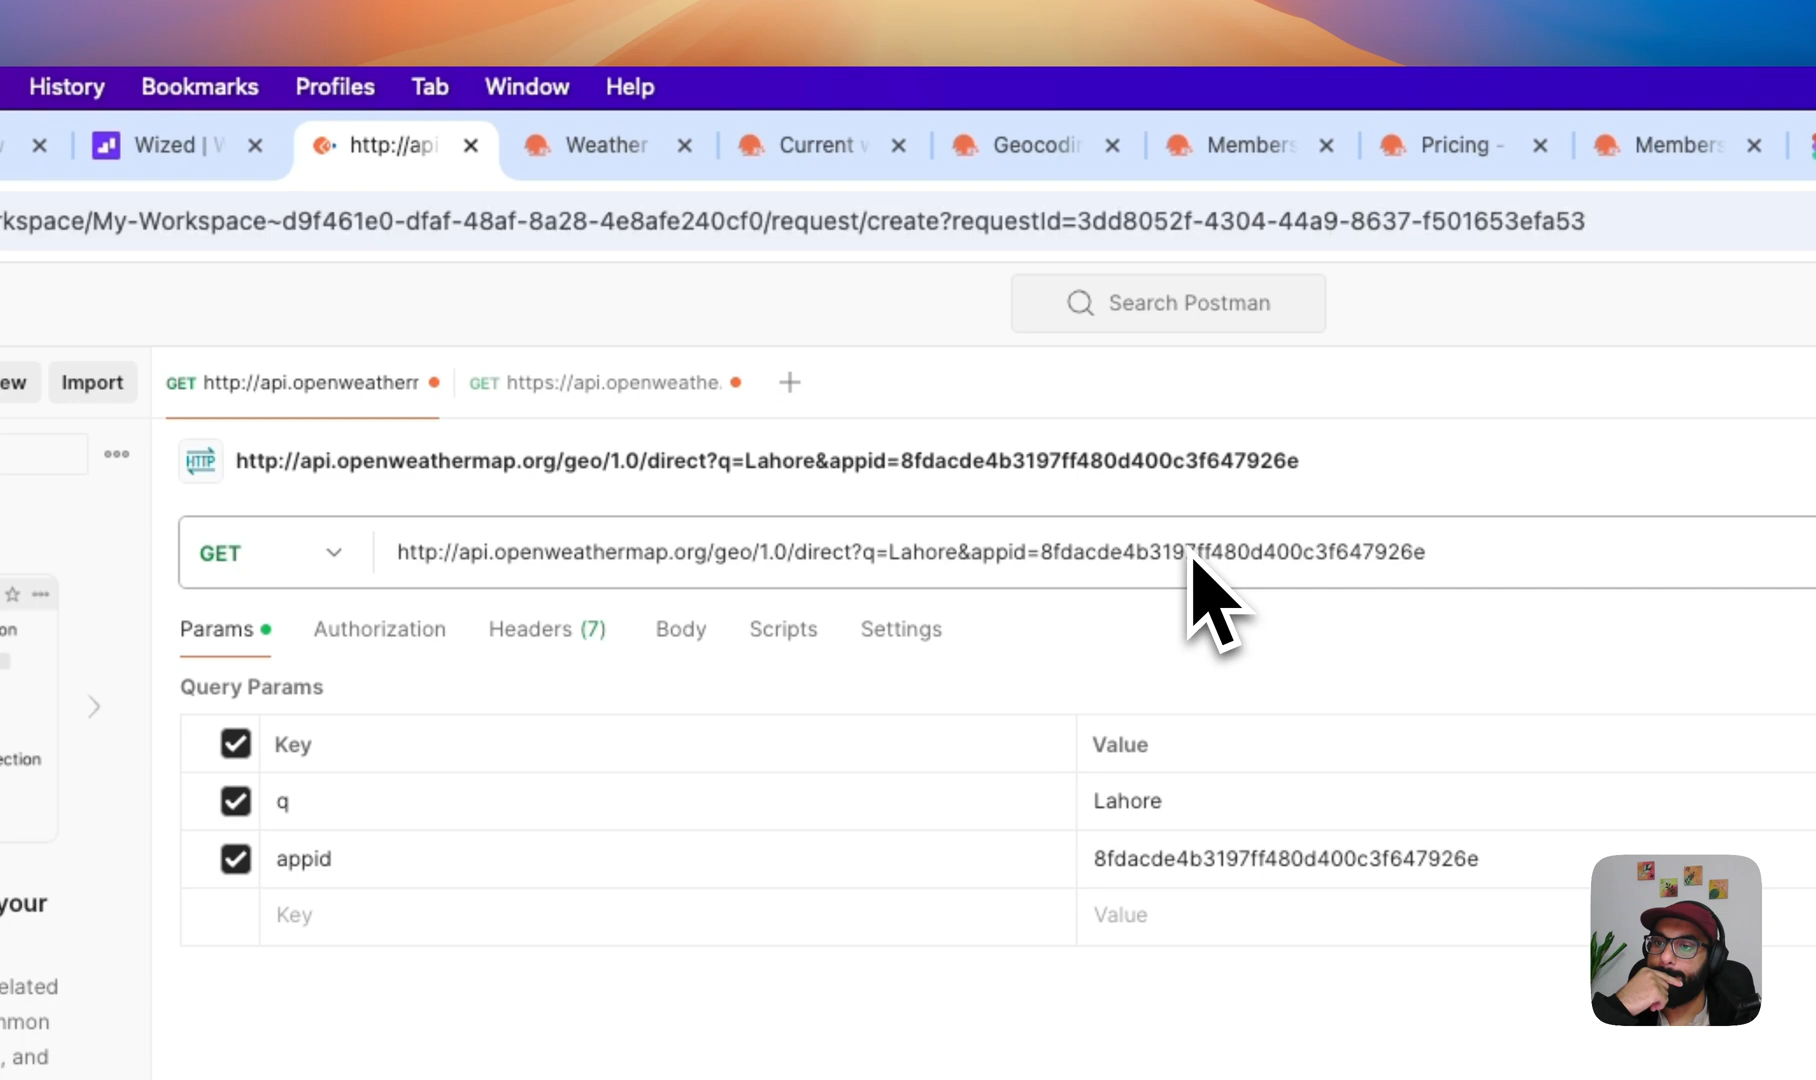 History Bookmarks Profiles Tab Window Help
Wized | http://api Weather Current Geocodin Members Pricing - Members
rkspace/My-Workspace~d9f461e0-dfaf-48af-8a28-4e8afe240cf0/request/create?requestId=3dd8052f-4304-44a9-8637-f501653efa53
Search Postman
ew Import GET http://api.openweatherr GET https://api.openweathe. +
HTTP http://api.openweathermap.org/geo/1.0/direct?q=Lahore&appid=8fdacde4b3197ff480d400c3f647926e
GET http://api.openweathermap.org/geo/1.0/direct?q=Lahore&appid=8fdacde4b3197ff480d400c3f647926e
Params Authorization Headers (7) Body Scripts Settings
on
Query Params
Key Value
ection
q Lahore
appid 8fdacde4b3197ff480d400c3f647926e
your
Key Value
elated
mmon
, and